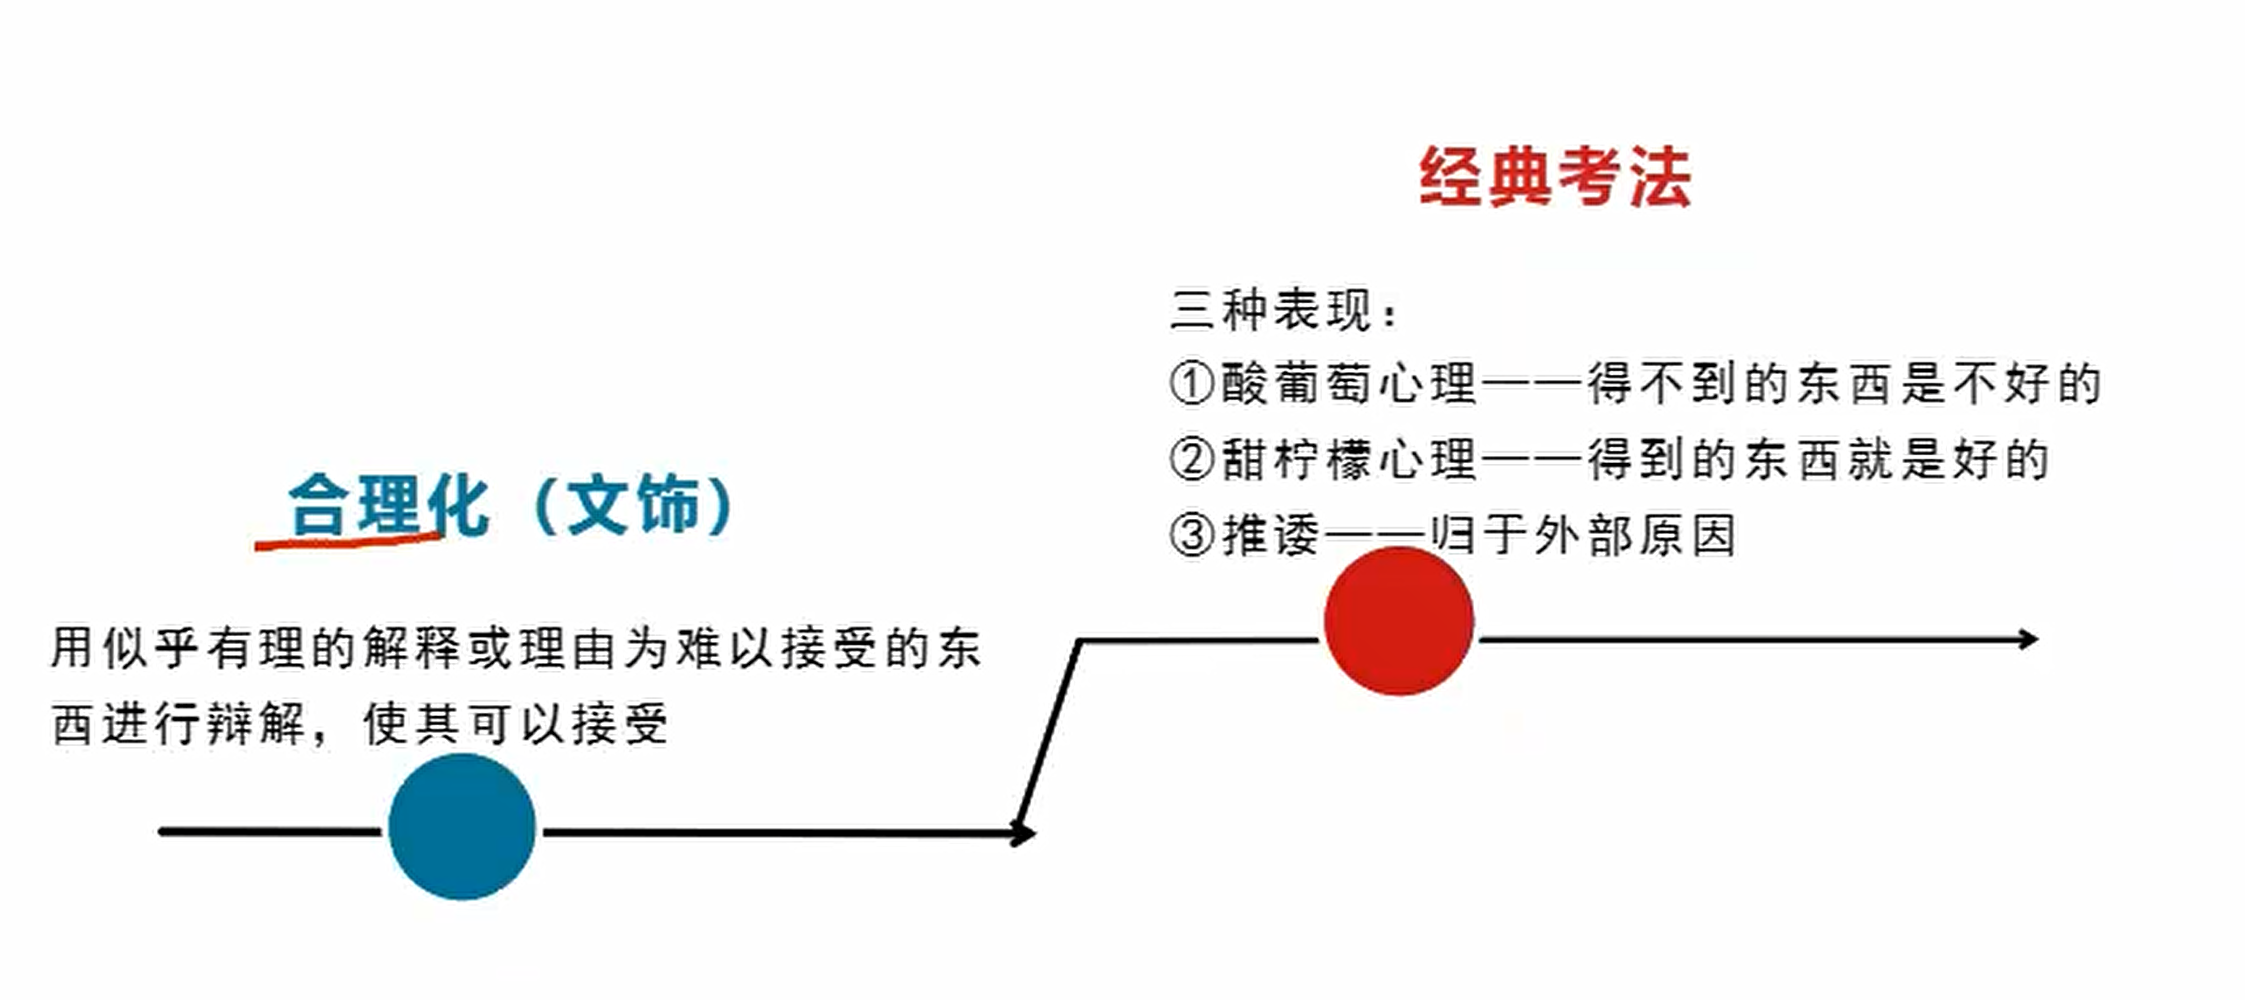 合理化（文饰）
用似乎有理的解释或理由为难以接受的东
西进行辩解，使其可以接受
经典考法
三种表现：
①酸葡萄心理——得不到的东西是不好的
②甜柠檬心理——得到的东西就是好的
③推诿——归于外部原因